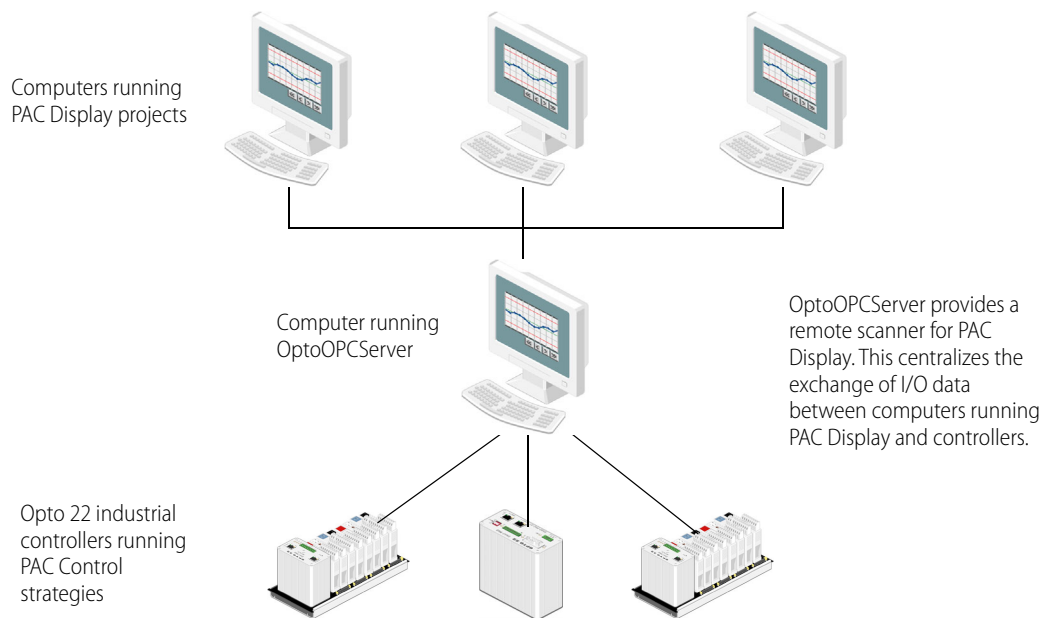 Computers running
PAC Display projects
Computer running
OptoOPCServer
OptoOPCServer provides a
remote scanner for PAC
Display. This centralizes the
exchange of I/O data
between computers running
PAC Display and controllers.
Opto 22 industrial
controllers running
PAC Control
strategies